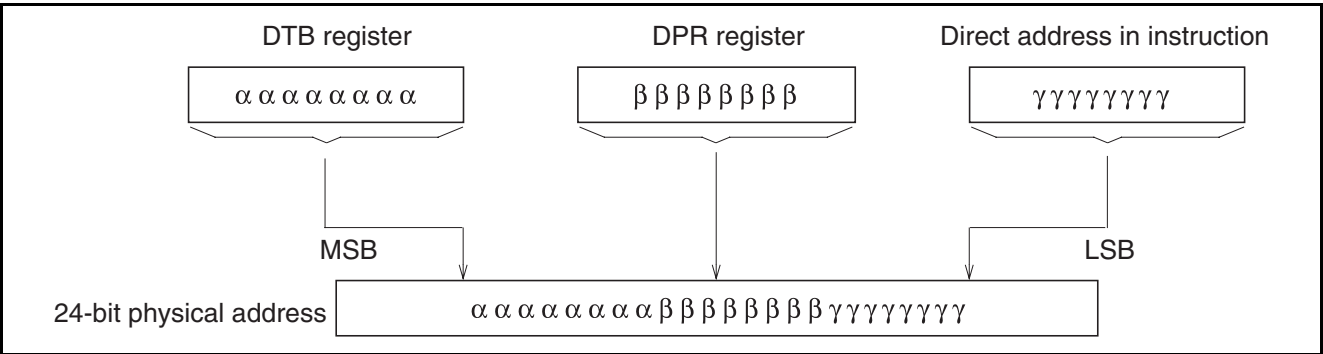 DTB register
DPR register
Direct address in instruction
α α α α α α α α
β β β β β β β β
γ γ γ γ γ γ γ γ
MSB
LSB
24-bit physical address
α α α α α α α α β β β β β β β β γ γ γ γ γ γ γ γ